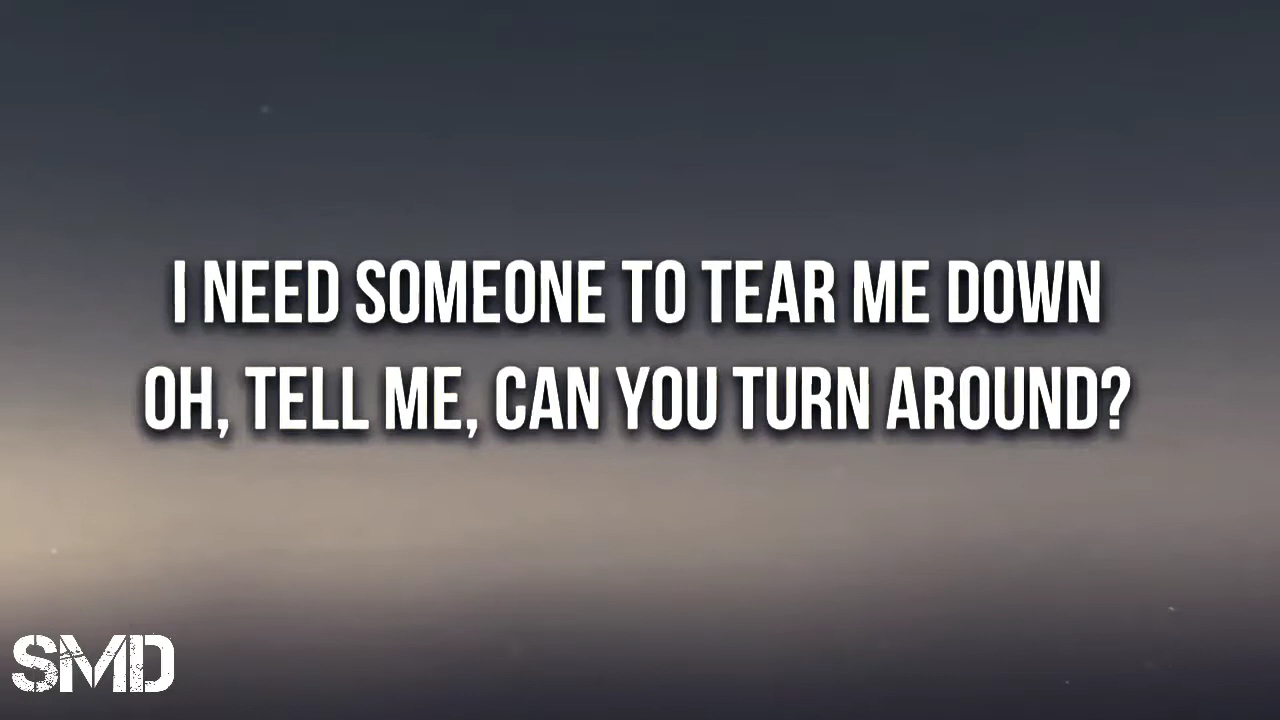 I NEED SOMEONE TO TEAR ME DOWN
OH, TELL ME, CAN YOU TURN AROUND?
SMD